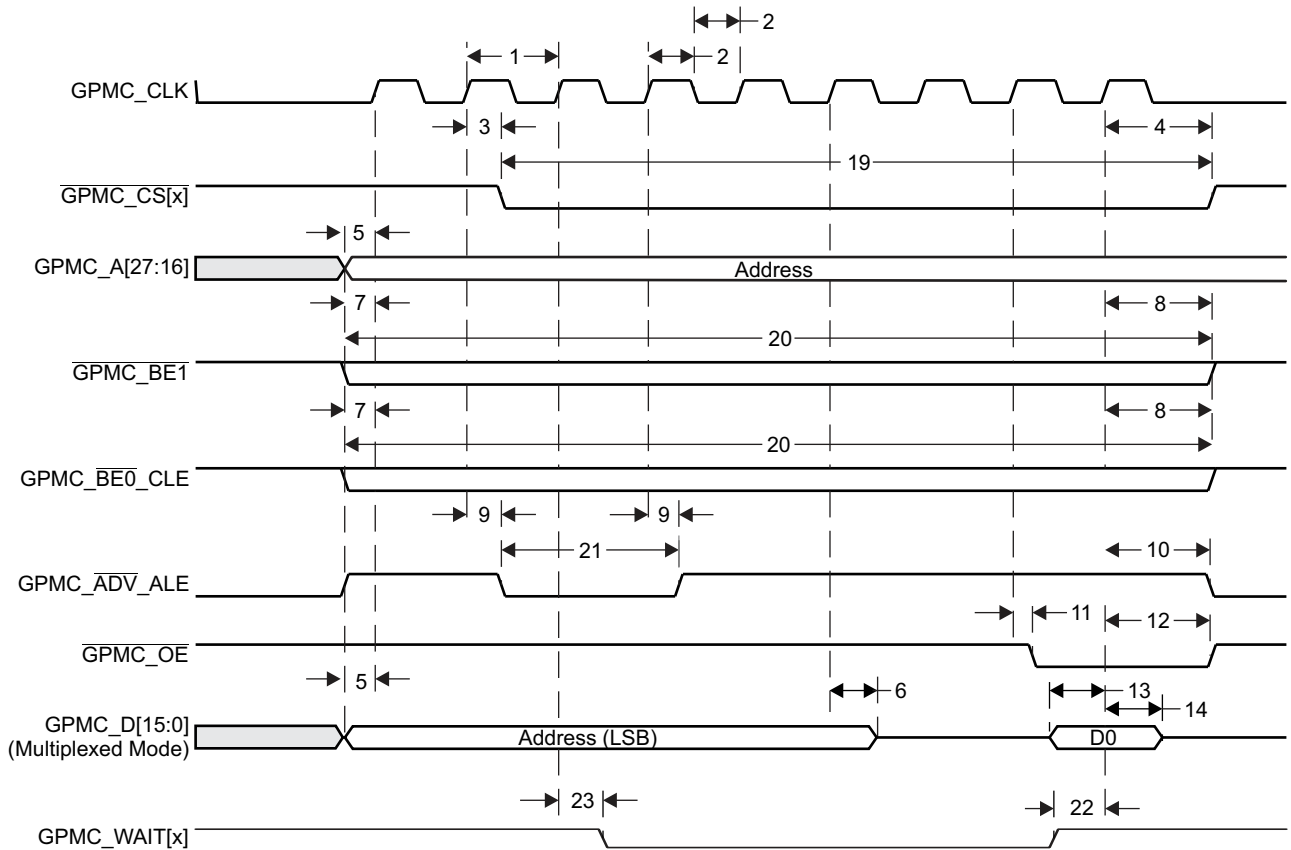 2
1
2
GPMC_CLK
3
4
19
GPMC_CS[x]
5
GPMC_A[27:16]
Address
7
8
20
GPMC_BE1
7
8
20
GPMC_BE0_CLE
9
9
21
10
GPMC_ADV_ALE
11
12
GPMC_OE
5
6
13
14
GPMC_D[15:0]
(Multiplexed Mode)
Address (LSB)
D0
23
22
GPMC_WAIT[x]